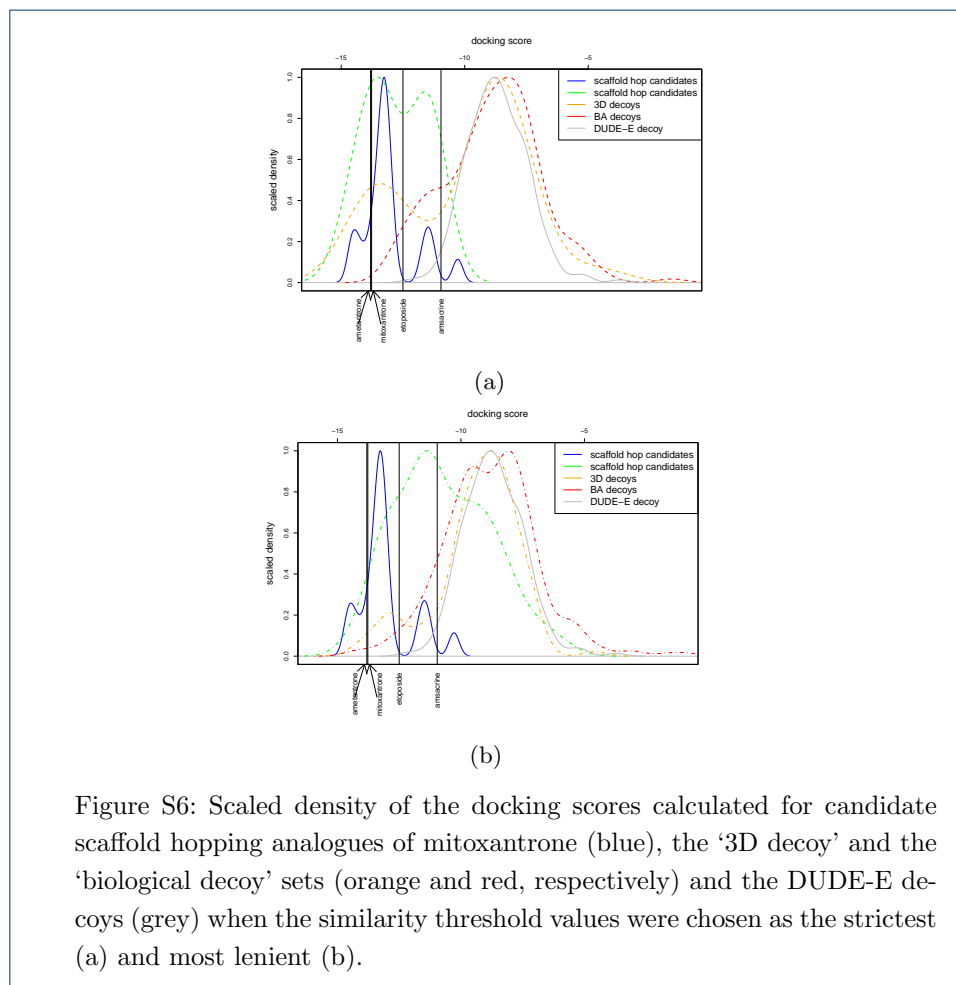 docking score
−15 −10 −5
scaffold hop candidates
scaffold hop candidates
3D decoys
BA decoys
DUDE−E decoy
scaled density
0.0 0.2 0.4 0.6 0.8 1.0
ametantrone
mitoxantrone
etoposide
amsacrine
(a)
docking score
−15 −10 −5
scaffold hop candidates
scaffold hop candidates
3D decoys
BA decoys
DUDE−E decoy
scaled density
0.0 0.2 0.4 0.6 0.8 1.0
ametantrone
mitoxantrone
etoposide
amsacrine
(b)
Figure S6: Scaled density of the docking scores calculated for candidate
scaffold hopping analogues of mitoxantrone (blue), the ‘3D decoy’ and the
‘biological decoy’ sets (orange and red, respectively) and the DUDE-E de-
coys (grey) when the similarity threshold values were chosen as the strictest
(a) and most lenient (b).